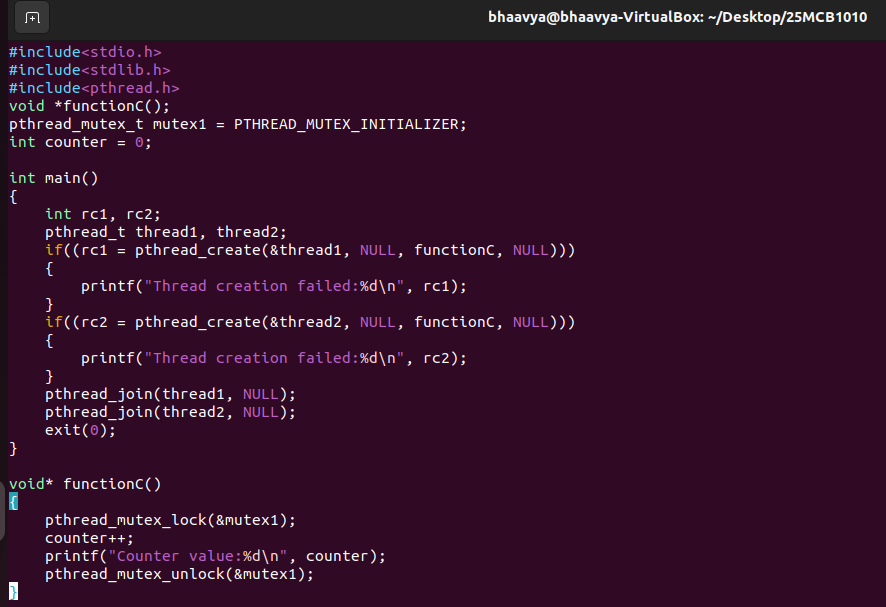 bhaavya@bhaavya-VirtualBox: ~/Desktop/25MCB1010
#include<stdio.h>
#include<stdlib.h>
#include<pthread.h>
void *functionC();
pthread_mutex_t mutex1 = PTHREAD_MUTEX_INITIALIZER;
int counter = 0;

int main()
{
    int rc1, rc2;
    pthread_t thread1, thread2;
    if((rc1 = pthread_create(&thread1, NULL, functionC, NULL)))
    {
        printf("Thread creation failed:%d\n", rc1);
    }
    if((rc2 = pthread_create(&thread2, NULL, functionC, NULL)))
    {
        printf("Thread creation failed:%d\n", rc2);
    }
    pthread_join(thread1, NULL);
    pthread_join(thread2, NULL);
    exit(0);
}

void* functionC()
{
    pthread_mutex_lock(&mutex1);
    counter++;
    printf("Counter value:%d\n", counter);
    pthread_mutex_unlock(&mutex1);
}